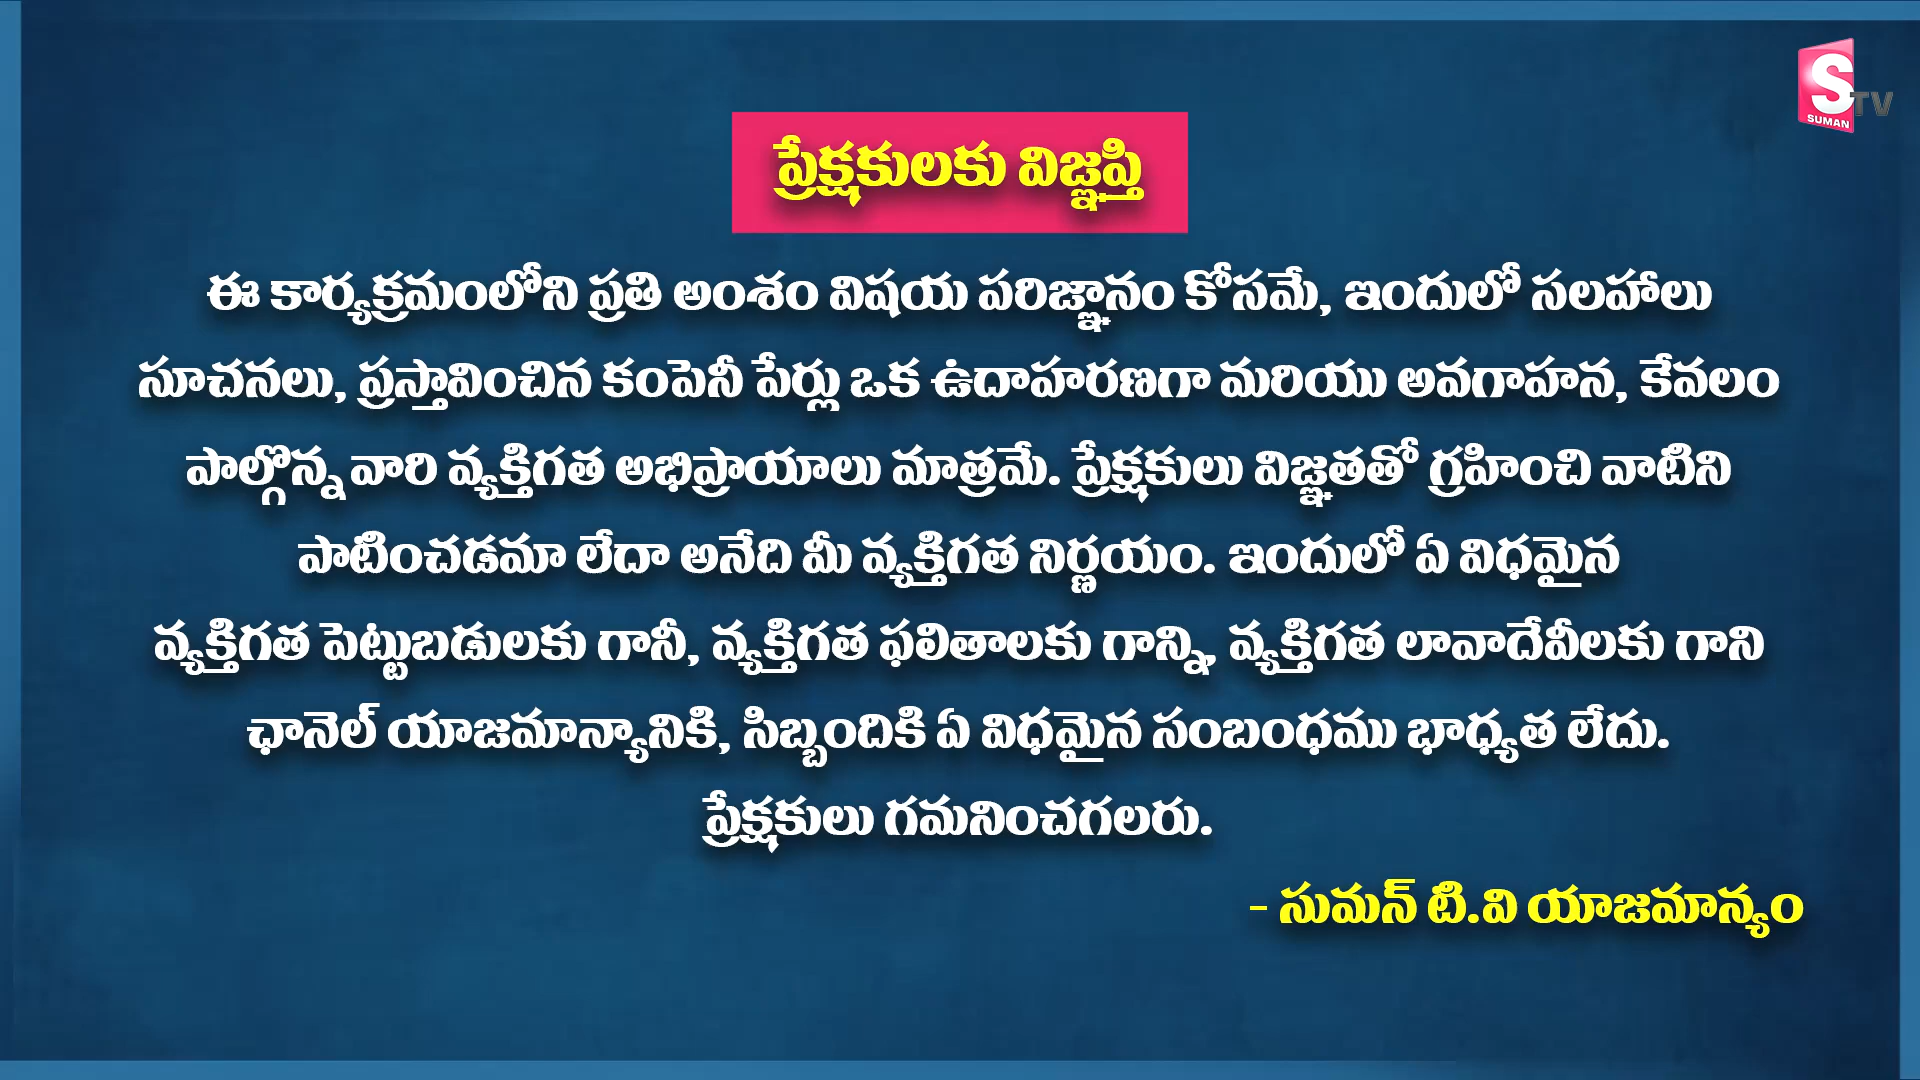 S
SUMAN
TV
ప్రేక్షకులకు విజ్ఞప్తి
ఈ కార్యక్రమంలోని ప్రతి అంశం విషయ పరిజ్ఞానం కోసమే, ఇందులో సలహాలు
సూచనలు, ప్రస్తావించిన కంపెనీ పేర్లు ఒక ఉదాహరణగా మరియు అవగాహన, కేవలం
పాల్గొన్న వారి వ్యక్తిగత అభిప్రాయాలు మాత్రమే. ప్రేక్షకులు విజ్ఞతతో గ్రహించి వాటిని
పాటించడమా లేదా అనేది మీ వ్యక్తిగత నిర్ణయం. ఇందులో ఏ విధమైన
వ్యక్తిగత పెట్టుబడులకు గానీ, వ్యక్తిగత ఫలితాలకు గాన్ని, వ్యక్తిగత లావాదేవీలకు గాని
ఛానెల్ యాజమాన్యానికి, సిబ్బందికి ఏ విధమైన సంబంధము భాధ్యత లేదు.
ప్రేక్షకులు గమనించగలరు.
- సుమన్ టి.వి యాజమాన్యం